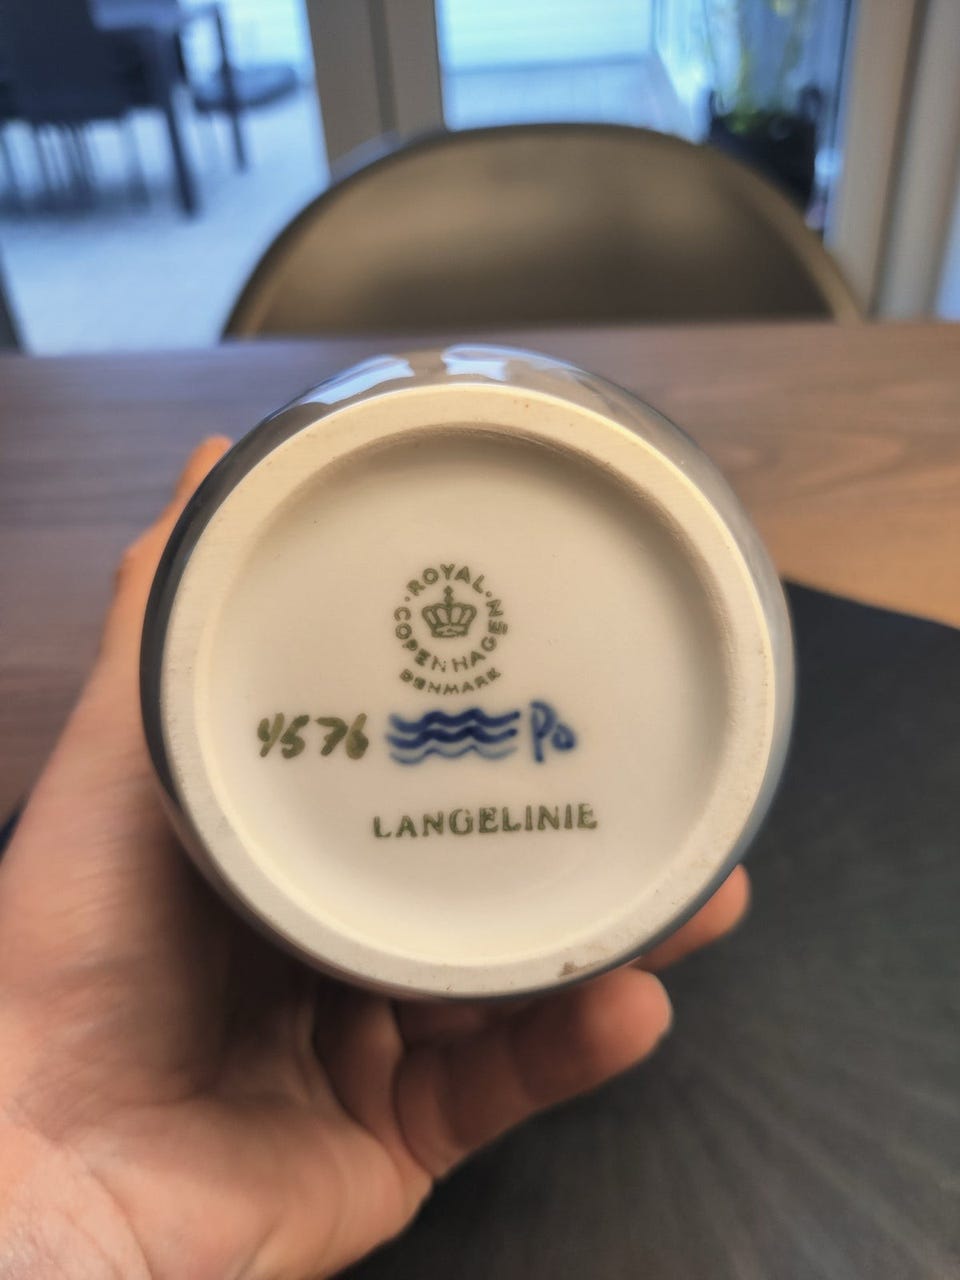 ROYAL
COPENHAGEN
DENMARK
4576 Po
LANGELINIE